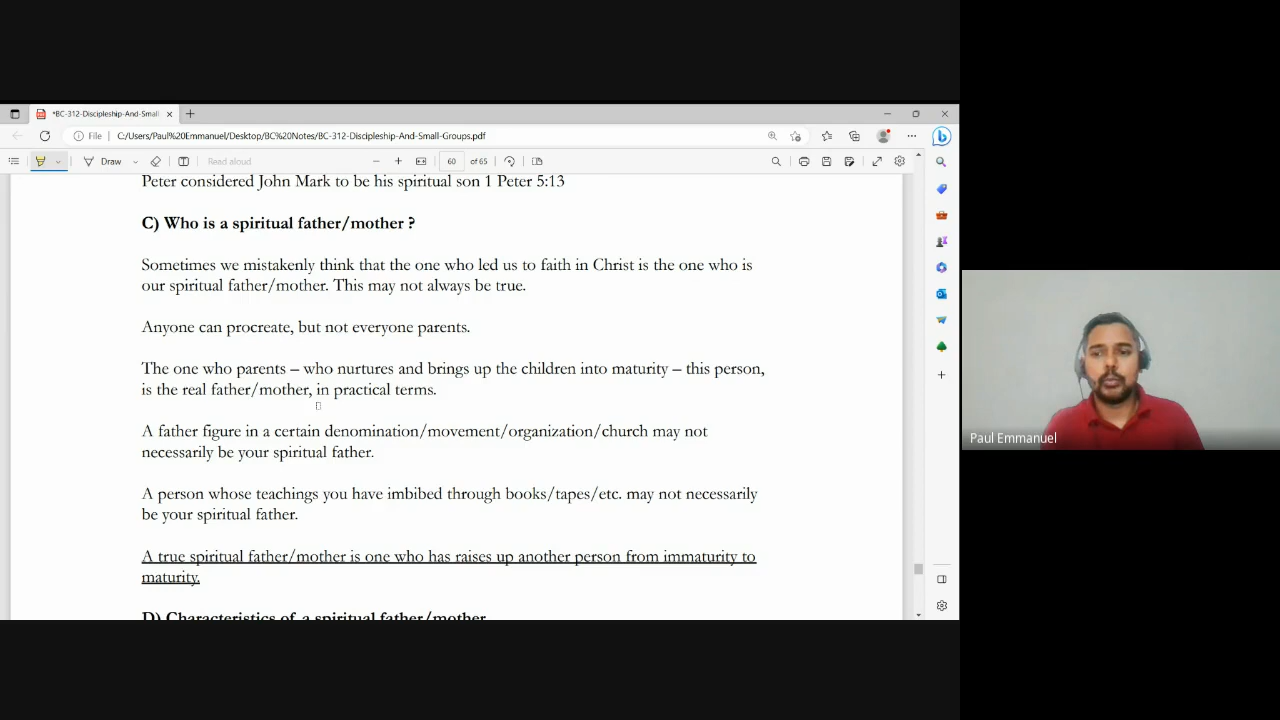 *BC-312-Discipleship-And-Small
File
C:/Users/Paul%20Emmanuel/Desktop/BC%20Notes/BC-312-Discipleship-And-Small-Groups.pdf
Draw
Read aloud
60
of 65
Peter considered John Mark to be his spiritual son 1 Peter 5:13
C) Who is a spiritual father/mother ?
Sometimes we mistakenly think that the one who led us to faith in Christ is the one who is
our spiritual father/mother. This may not always be true.
Anyone can procreate, but not everyone parents.
The one who parents – who nurtures and brings up the children into maturity – this person,
is the real father/mother, in practical terms.
A father figure in a certain denomination/movement/organization/church may not
necessarily be your spiritual father.
A person whose teachings you have imbibed through books/tapes/etc. may not necessarily
be your spiritual father.
A true spiritual father/mother is one who has raises up another person from immaturity to
maturity.
D) Characteristics of a spiritual father/mother
Paul Emmanuel